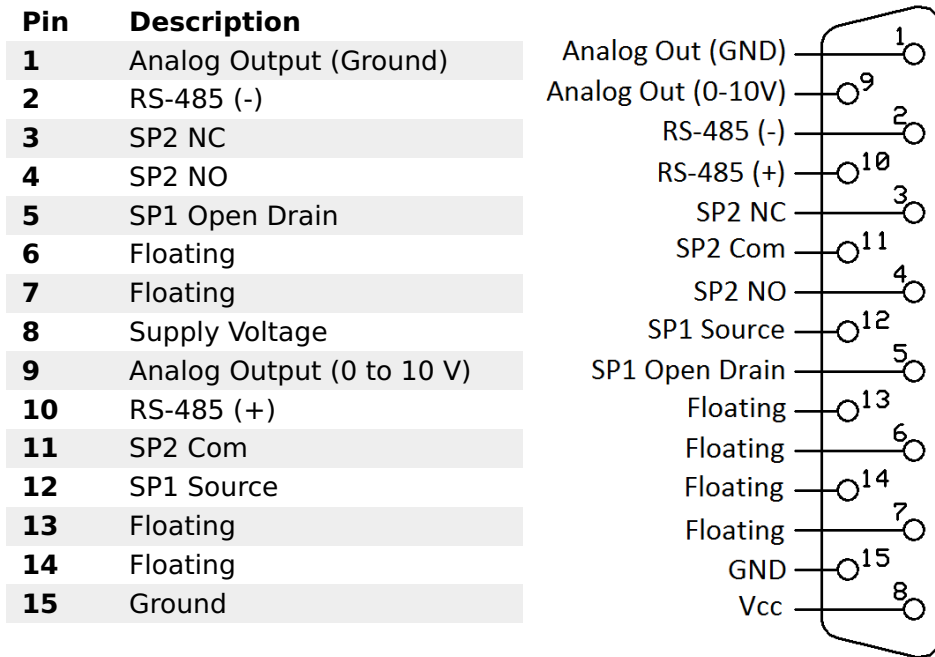 Pin Description
1 Analog Output (Ground)
2 RS-485 (-)
3 SP2 NC
4 SP2 NO
5 SP1 Open Drain
6 Floating
7 Floating
8 Supply Voltage
9 Analog Output (0 to 10 V)
10 RS-485 (+)
11 SP2 Com
12 SP1 Source
13 Floating
14 Floating
15 Ground
Analog Out (GND) 1
Analog Out (0-10V) 9
RS-485 (-) 2
RS-485 (+) 10
SP2 NC 3
SP2 Com 11
SP2 NO 4
SP1 Source 12
SP1 Open Drain 5
Floating 13
Floating 6
Floating 14
Floating 7
GND 15
Vcc 8